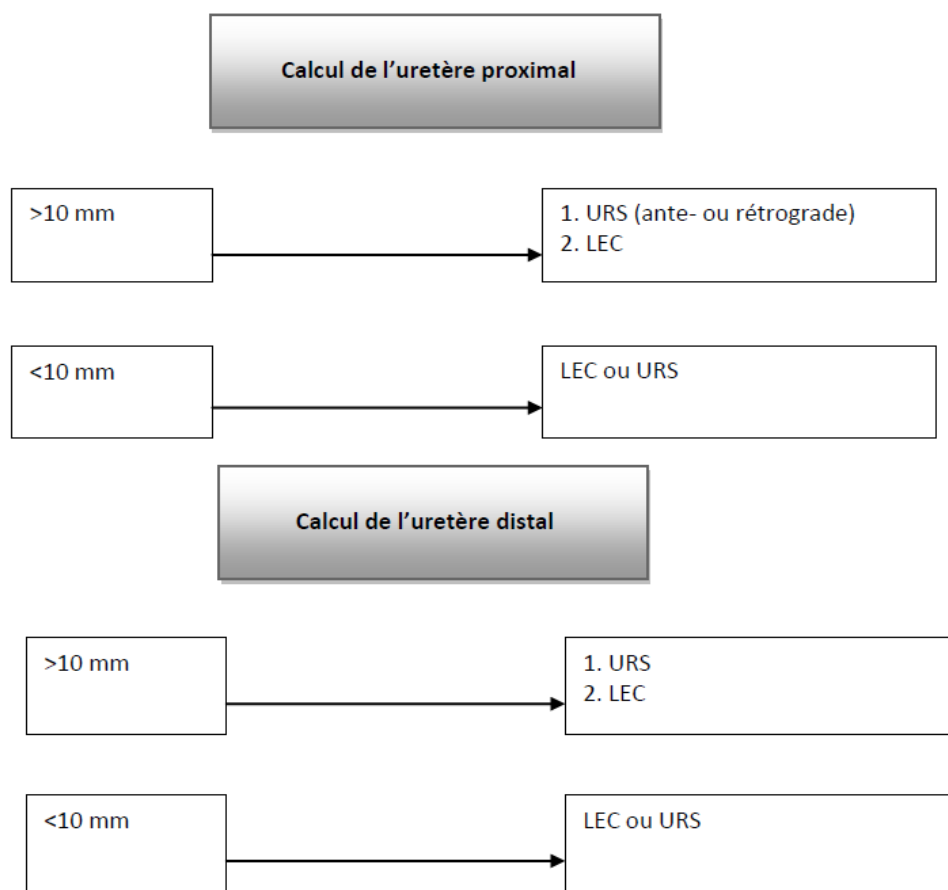 Calcul de l’uretère proximal
>10 mm
1. URS (ante- ou rétrograde)
2. LEC
<10 mm
LEC ou URS
Calcul de l’uretère distal
>10 mm
1. URS
2. LEC
<10 mm
LEC ou URS